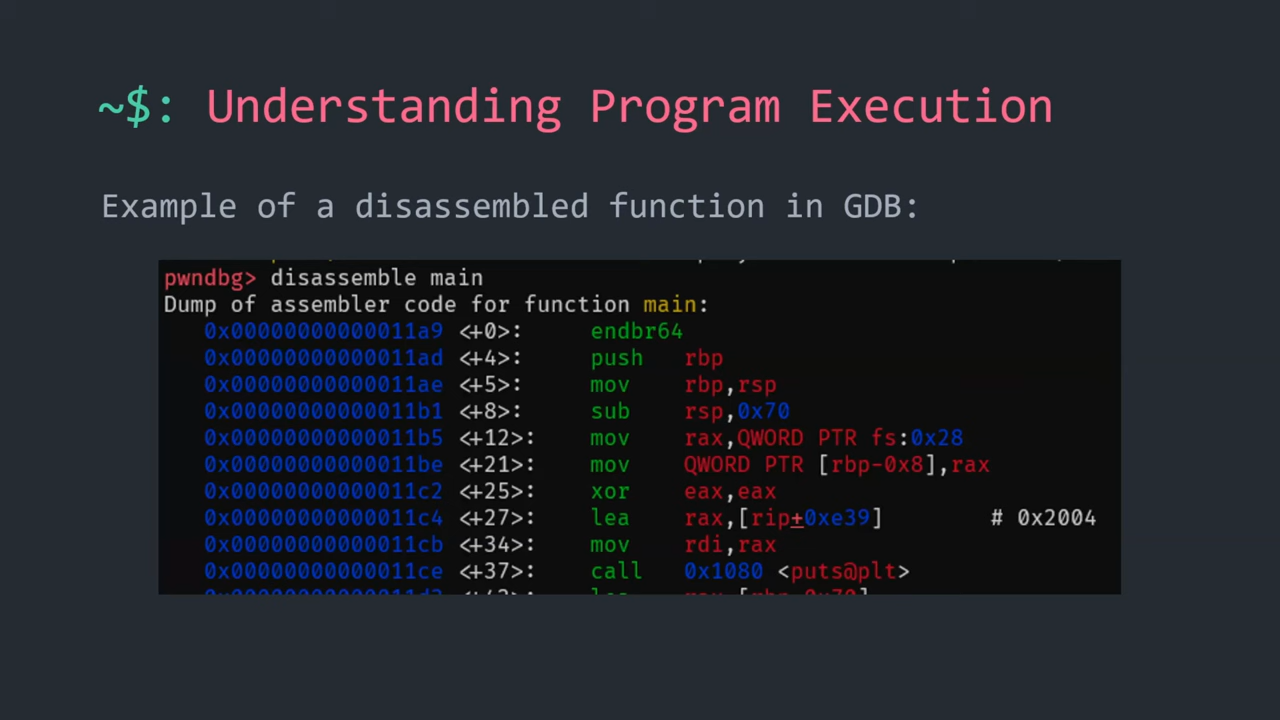 ~$: Understanding Program Execution
Example of a disassembled function in GDB:
pwndbg> disassemble main
Dump of assembler code for function main:
0x00000000000011a9 <+0>: endbr64
0x00000000000011ad <+4>: push rbp
0x00000000000011ae <+5>: mov rbp,rsp
0x00000000000011b1 <+8>: sub rsp,0x70
0x00000000000011b5 <+12>: mov rax,QWORD PTR fs:0x28
0x00000000000011be <+21>: mov QWORD PTR [rbp-0x8],rax
0x00000000000011c2 <+25>: xor eax,eax
0x00000000000011c4 <+27>: lea rax,[rip+0xe39] # 0x2004
0x00000000000011cb <+34>: mov rdi,rax
0x00000000000011ce <+37>: call 0x1080 <puts@plt>